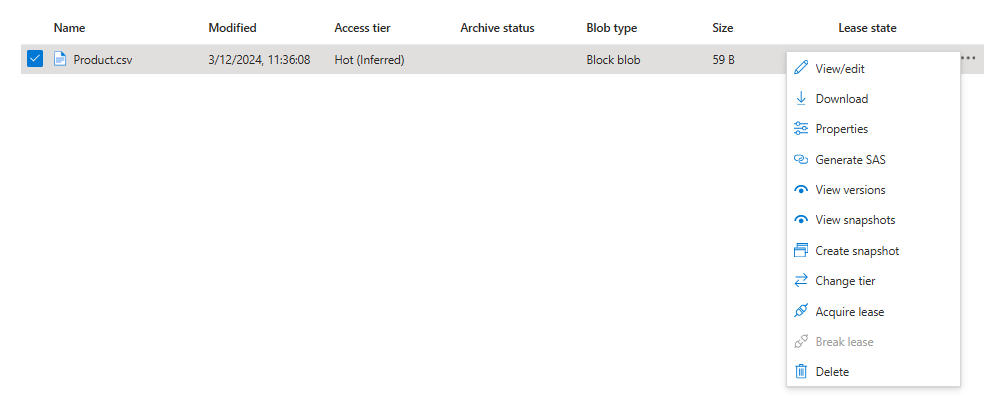 Name Modified Access tier Archive status Blob type Size Lease state
Product.csv 3/12/2024, 11:36:08 Hot (Inferred) Block blob 59 B
View/edit
Download
Properties
Generate SAS
View versions
View snapshots
Create snapshot
Change tier
Acquire lease
Break lease
Delete